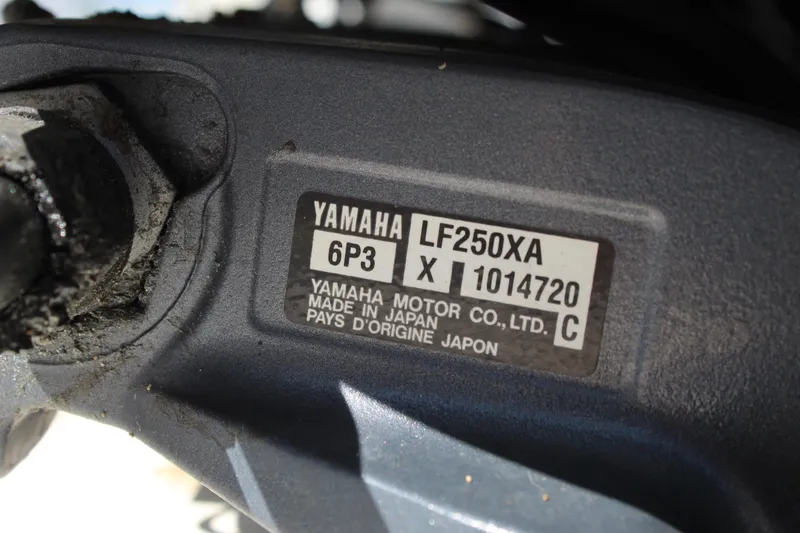 YAMAHA LF250XA
6P3 X 1014720
YAMAHA MOTOR CO., LTD. C
MADE IN JAPAN
PAYS D'ORIGINE JAPON